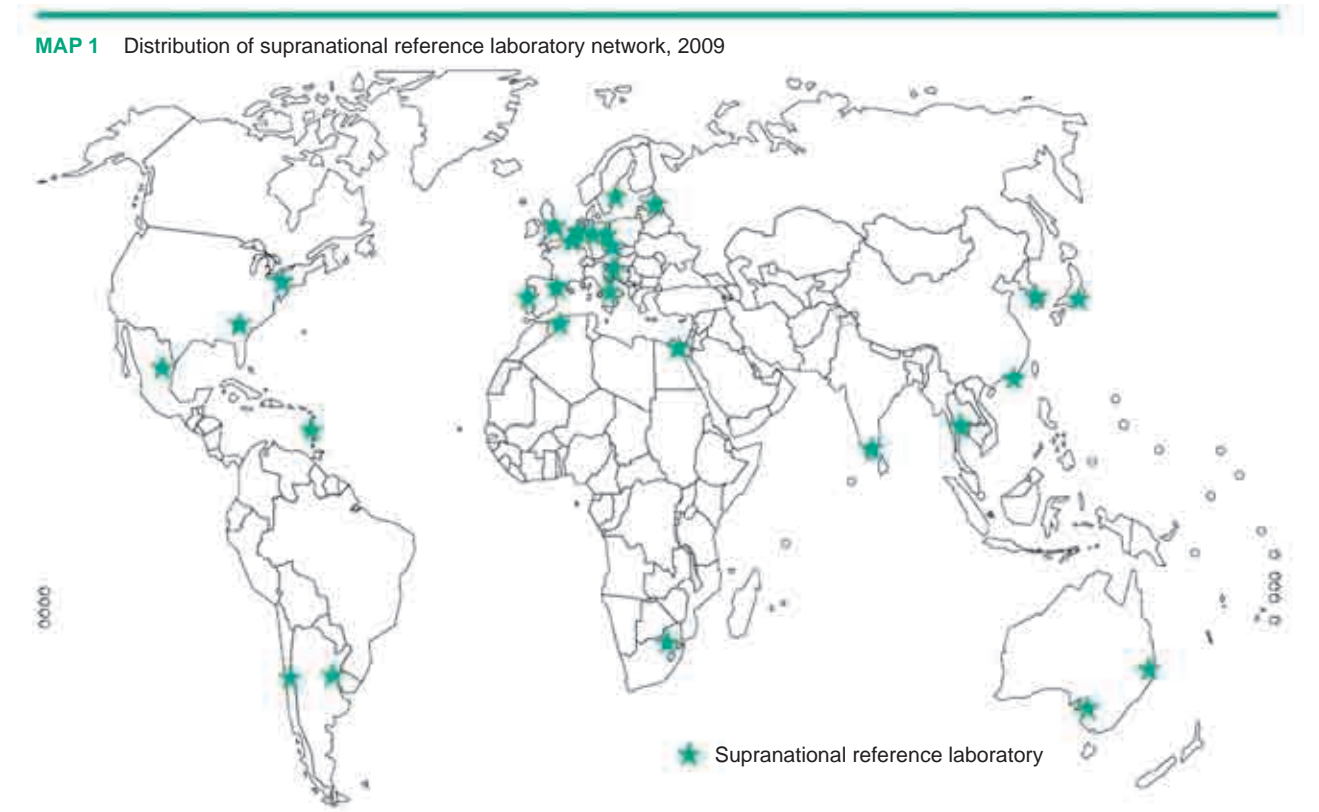 MAP 1 Distribution of supranational reference laboratory network, 2009
Supranational reference laboratory